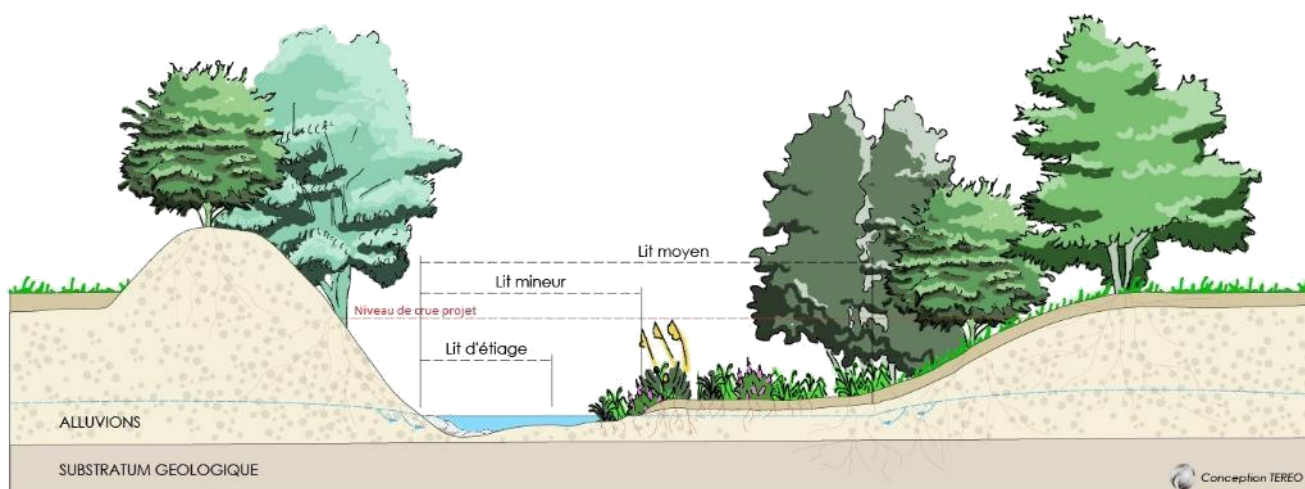 Lit moyen
Lit mineur
Niveau de crue projet
Lit d'étiage
ALLUVIONS
SUBSTRATUM GEOLOGIQUE
Conception TEREO